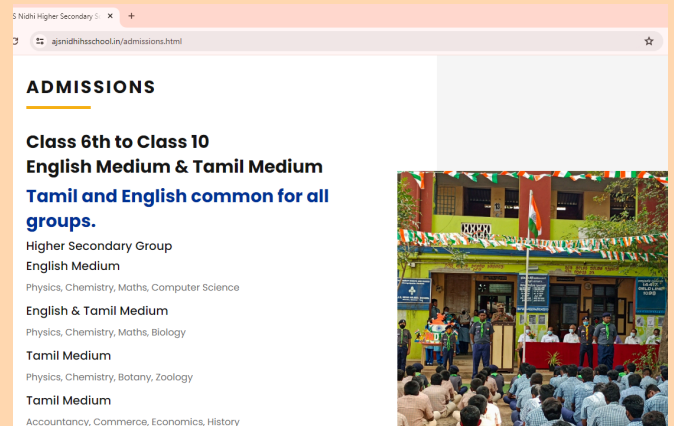 S Nidhi Higher Secondary S
ajsnidhihsschool.in/admissions.html
ADMISSIONS
Class 6th to Class 10
English Medium & Tamil Medium
Tamil and English common for all
groups.
Higher Secondary Group
English Medium
Physics, Chemistry, Maths, Computer Science
English & Tamil Medium
Physics, Chemistry, Maths, Biology
Tamil Medium
Physics, Chemistry, Botany, Zoology
Tamil Medium
Accountancy, Commerce, Economics, History